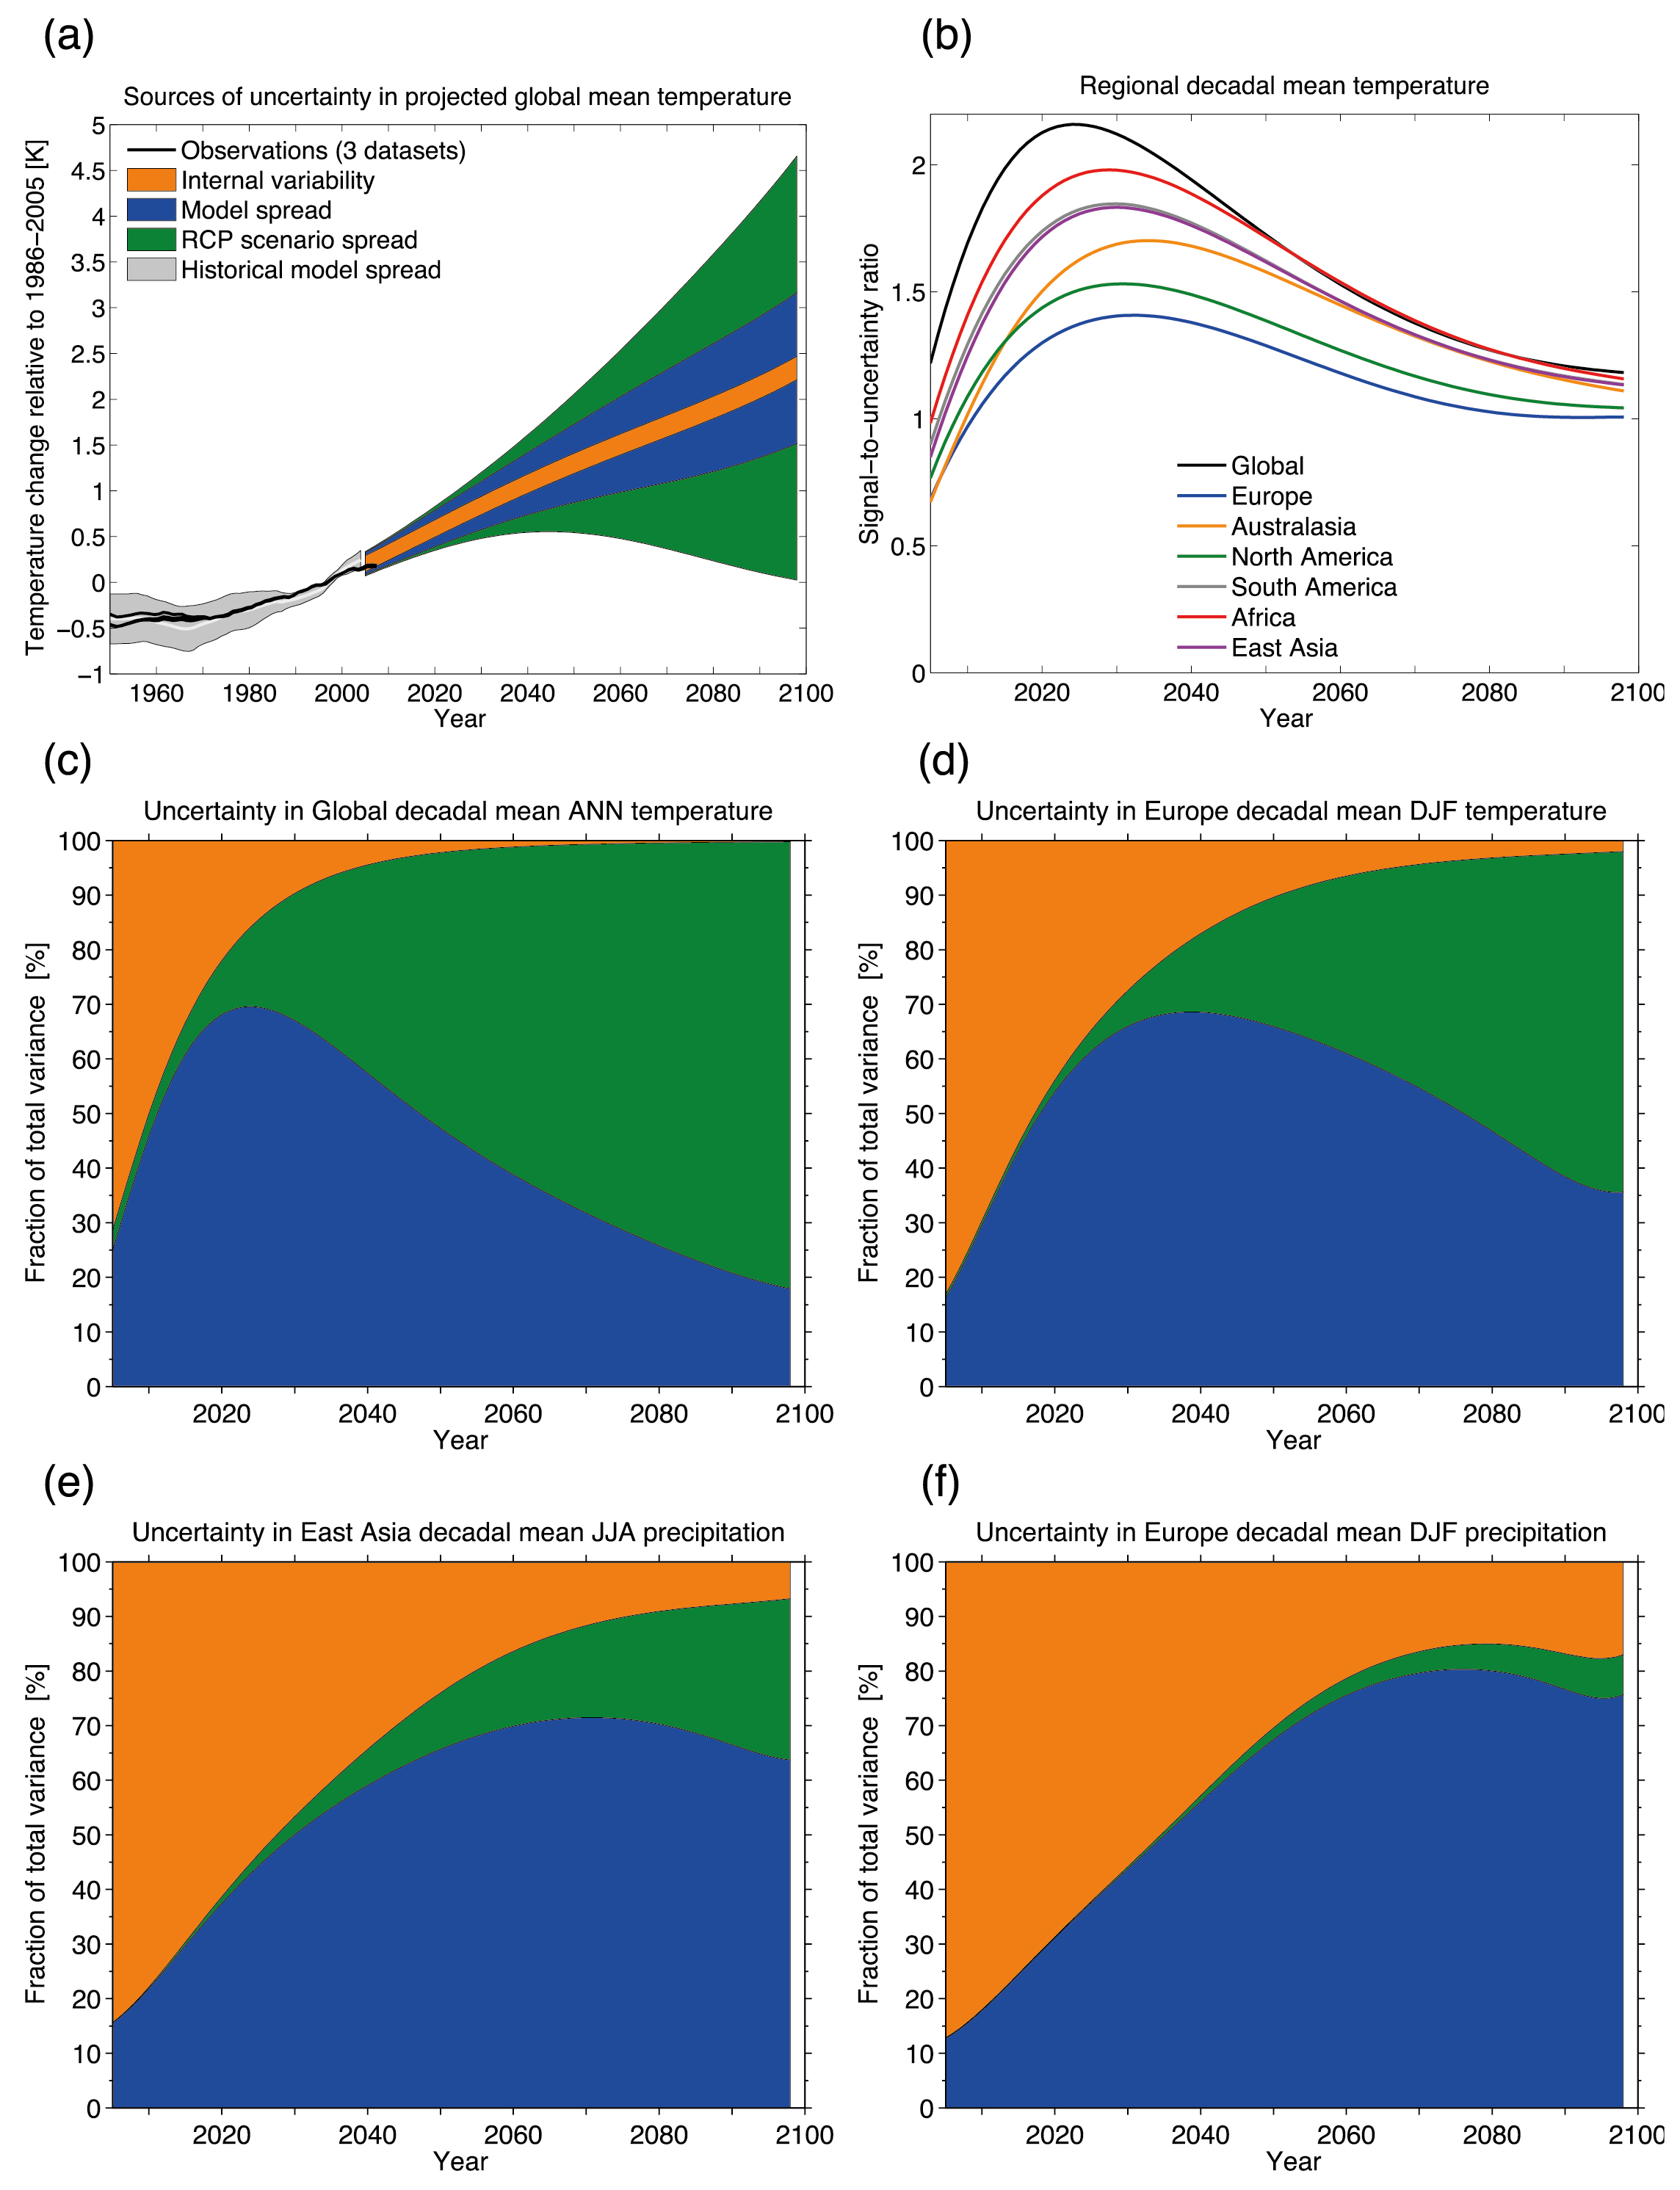 (a)
Sources of uncertainty in projected global mean temperature
Temperature change relative to 1986−2005 [K]
5
4.5
4
3.5
3
2.5
2
1.5
1
0.5
0
−0.5
−1
Observations (3 datasets)
Internal variability
Model spread
RCP scenario spread
Historical model spread
1960 1980 2000 2020 2040 2060 2080 2100
Year
(b)
Regional decadal mean temperature
Signal−to−uncertainty ratio
2
1.5
1
0.5
0
Global
Europe
Australasia
North America
South America
Africa
East Asia
2020 2040 2060 2080 2100
Year
(c)
Uncertainty in Global decadal mean ANN temperature
Fraction of total variance [%]
100
90
80
70
60
50
40
30
20
10
0
2020 2040 2060 2080 2100
Year
(d)
Uncertainty in Europe decadal mean DJF temperature
Fraction of total variance [%]
100
90
80
70
60
50
40
30
20
10
0
2020 2040 2060 2080 2100
Year
(e)
Uncertainty in East Asia decadal mean JJA precipitation
Fraction of total variance [%]
100
90
80
70
60
50
40
30
20
10
0
2020 2040 2060 2080 2100
Year
(f)
Uncertainty in Europe decadal mean DJF precipitation
Fraction of total variance [%]
100
90
80
70
60
50
40
30
20
10
0
2020 2040 2060 2080 2100
Year